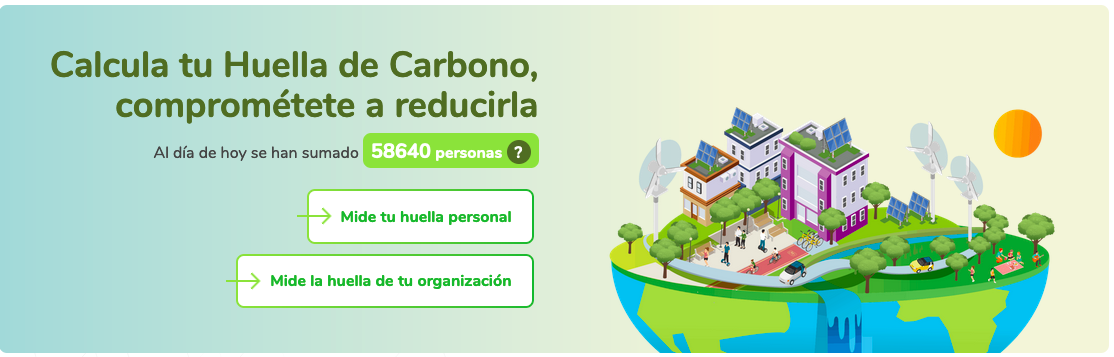 Calcula tu Huella de Carbono,
comprométete a reducirla
Al día de hoy se han sumado 58640 personas ?
Mide tu huella personal
Mide la huella de tu organización